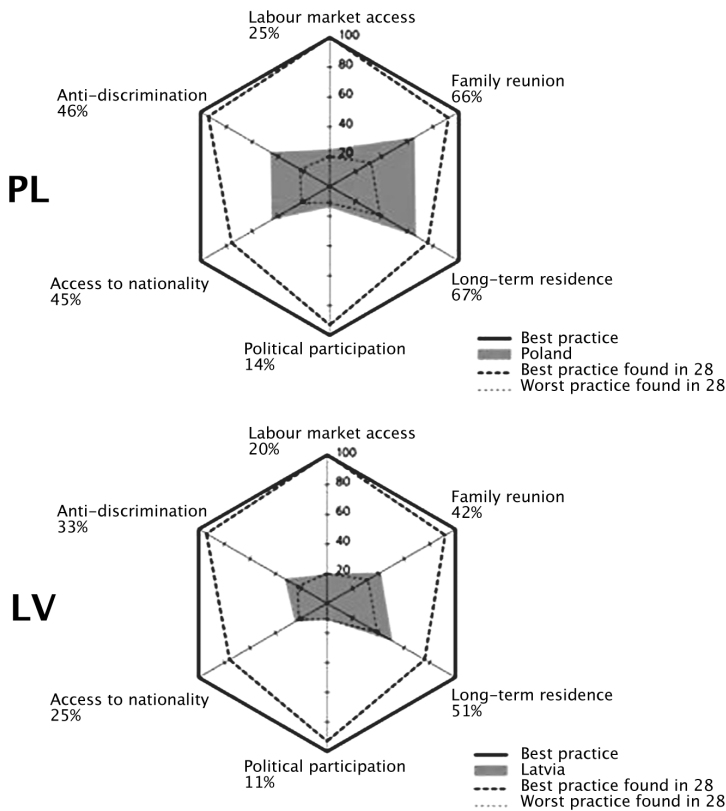 Labour market access
25%
100
80
60
40
20
Family reunion
66%
Anti-discrimination
46%
PL
Access to nationality
45%
Long-term residence
67%
Political participation
14%
Best practice
Poland
Best practice found in 28
Worst practice found in 28
Labour market access
20%
100
80
60
40
20
Family reunion
42%
Anti-discrimination
33%
LV
Access to nationality
25%
Long-term residence
51%
Political participation
11%
Best practice
Latvia
Best practice found in 28
Worst practice found in 28